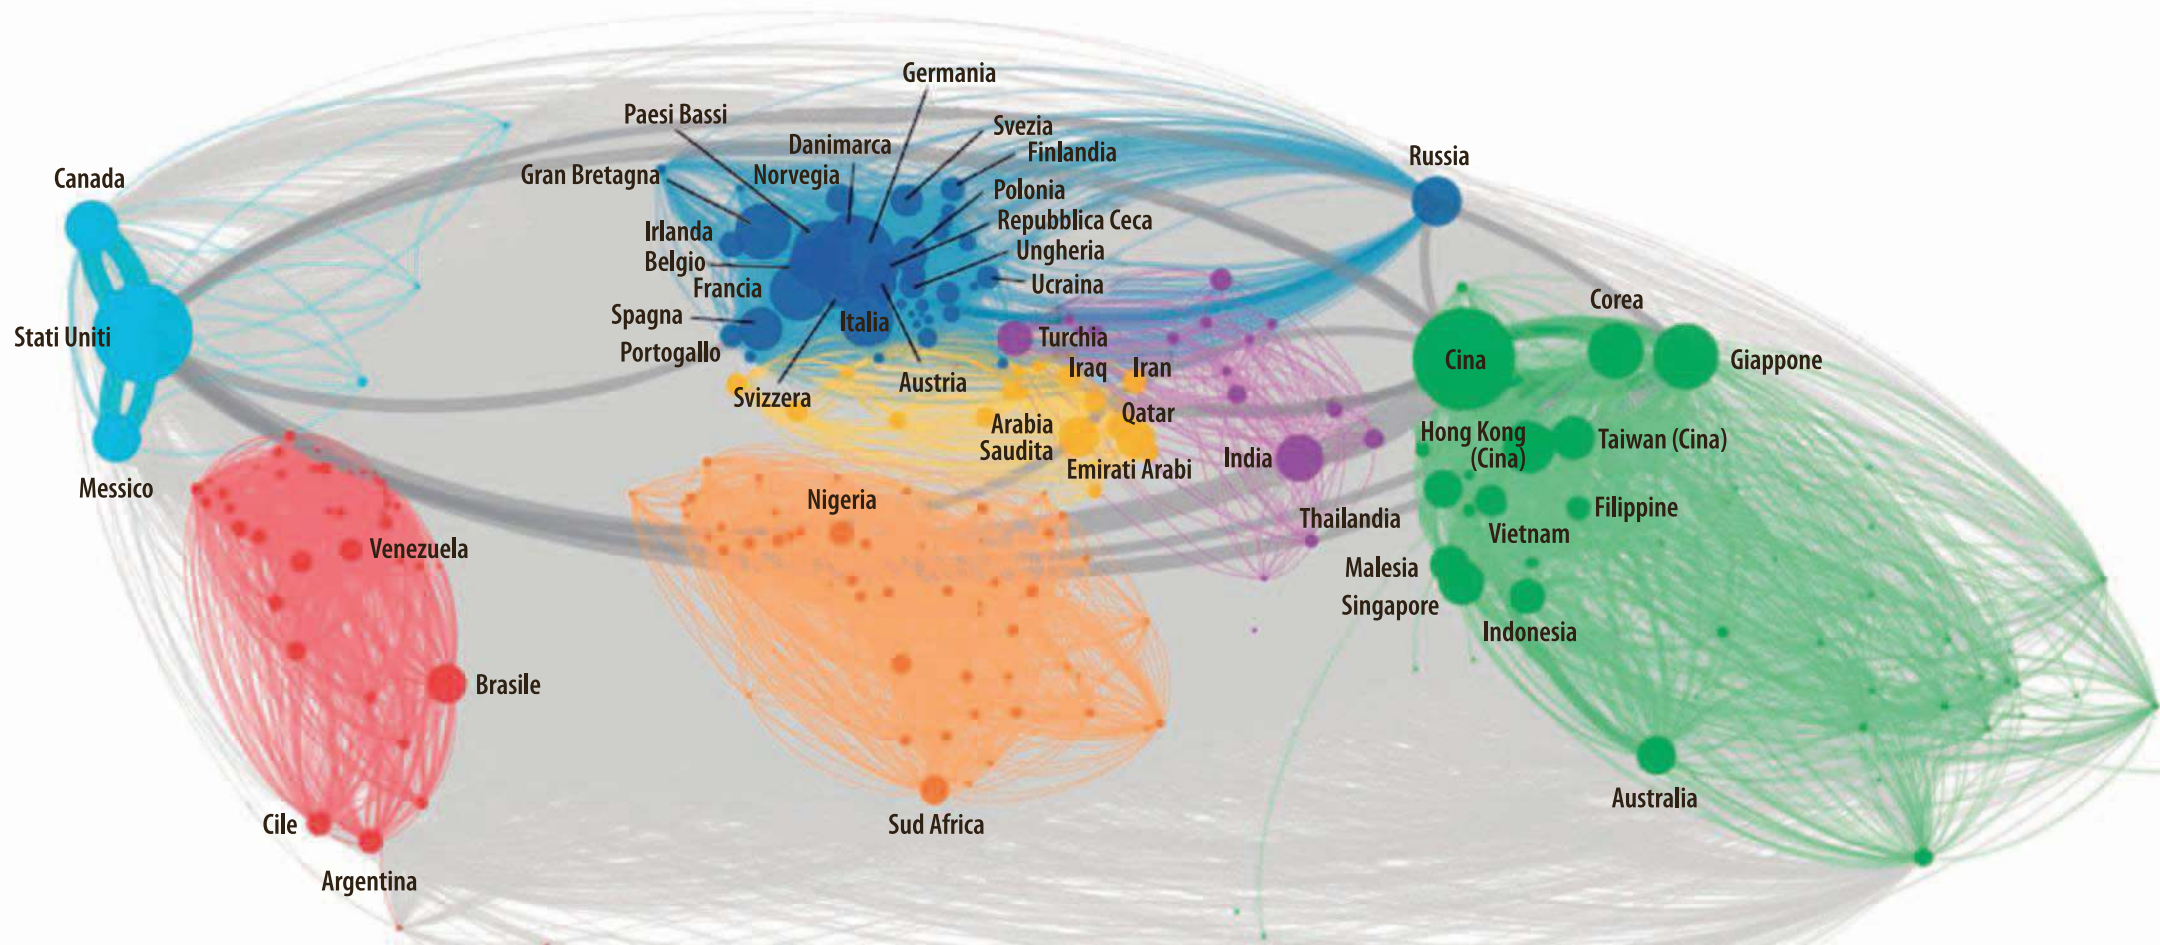 Germania
Paesi Bassi
Svezia
Danimarca
Finlandia
Russia
Canada
Gran Bretagna
Norvegia
Polonia
Repubblica Ceca
Irlanda
Ungheria
Belgio
Ucraina
Francia
Corea
Spagna
Italia
Stati Uniti
Turchia
Portogallo
Cina
Giappone
Iraq
Iran
Austria
Svizzera
Qatar
Arabia
Saudita
Hong Kong
(Cina)
Taiwan (Cina)
India
Emirati Arabi
Messico
Nigeria
Filippine
Thailandia
Vietnam
Venezuela
Malesia
Singapore
Indonesia
Brasile
Australia
Cile
Sud Africa
Argentina